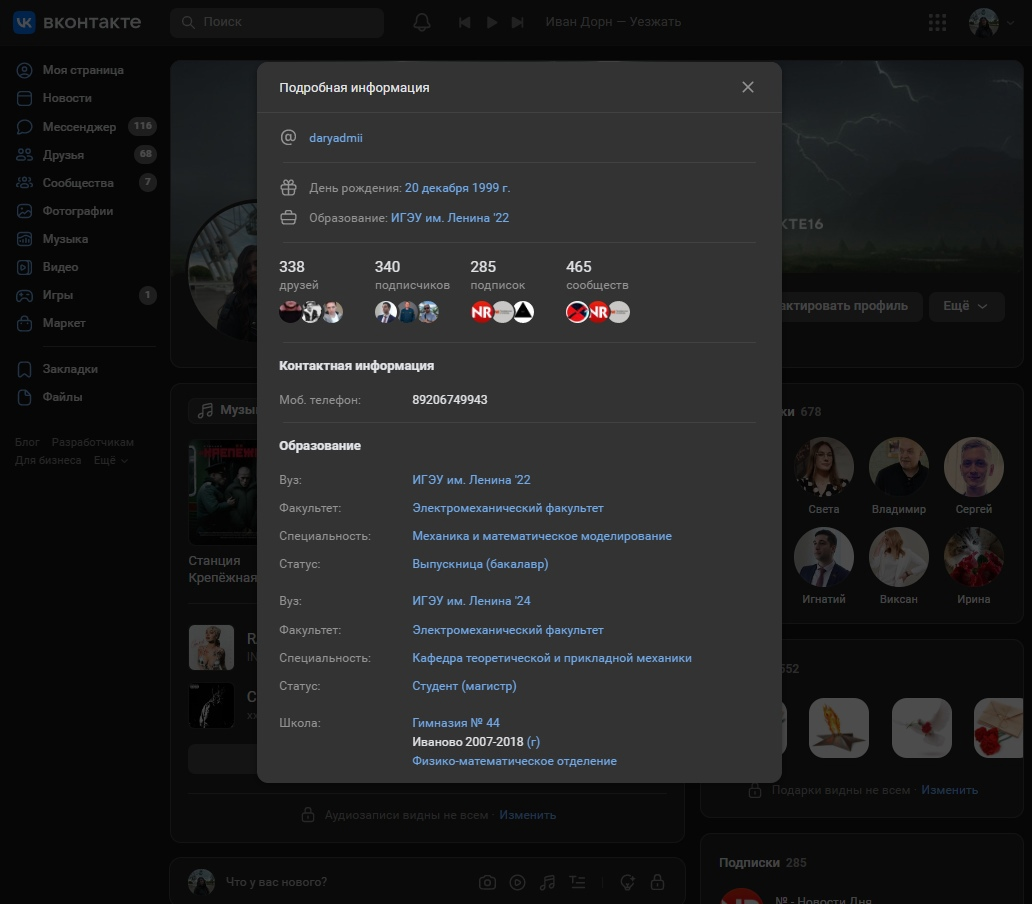 вконтакте
Поиск
Иван Дорн — Уезжать
Моя страница
Новости
Мессенджер 116
Друзья 68
Сообщества 7
Фотографии
Музыка
Видео
Игры 1
Маркет
Закладки
Файлы
Блог Разработчикам
Для бизнеса Ещё
Подробная информация
daryadmii
День рождения: 20 декабря 1999 г.
Образование: ИГЭУ им. Ленина '22
338 340 285 465
друзей подписчиков подписок сообществ
NR NR
Контактная информация
Моб. телефон: 89206749943
Образование
Вуз: ИГЭУ им. Ленина '22
Факультет: Электромеханический факультет
Специальность: Механика и математическое моделирование
Статус: Выпускница (бакалавр)
Вуз: ИГЭУ им. Ленина '24
Факультет: Электромеханический факультет
Специальность: Кафедра теоретической и прикладной механики
Статус: Студент (магистр)
Школа: Гимназия № 44
Иваново 2007-2018 (г)
Физико-математическое отделение
КТЕ16
актировать профиль
Ещё
Музы
Станция
Крепёжная
Аудиозаписи видны не всем · Изменить
Что у вас нового?
ки 678
Света Владимир Сергей
Игнатий Виксан Ирина
552
Подарки видны не всем · Изменить
Подписки 285
№ - Новости Дня